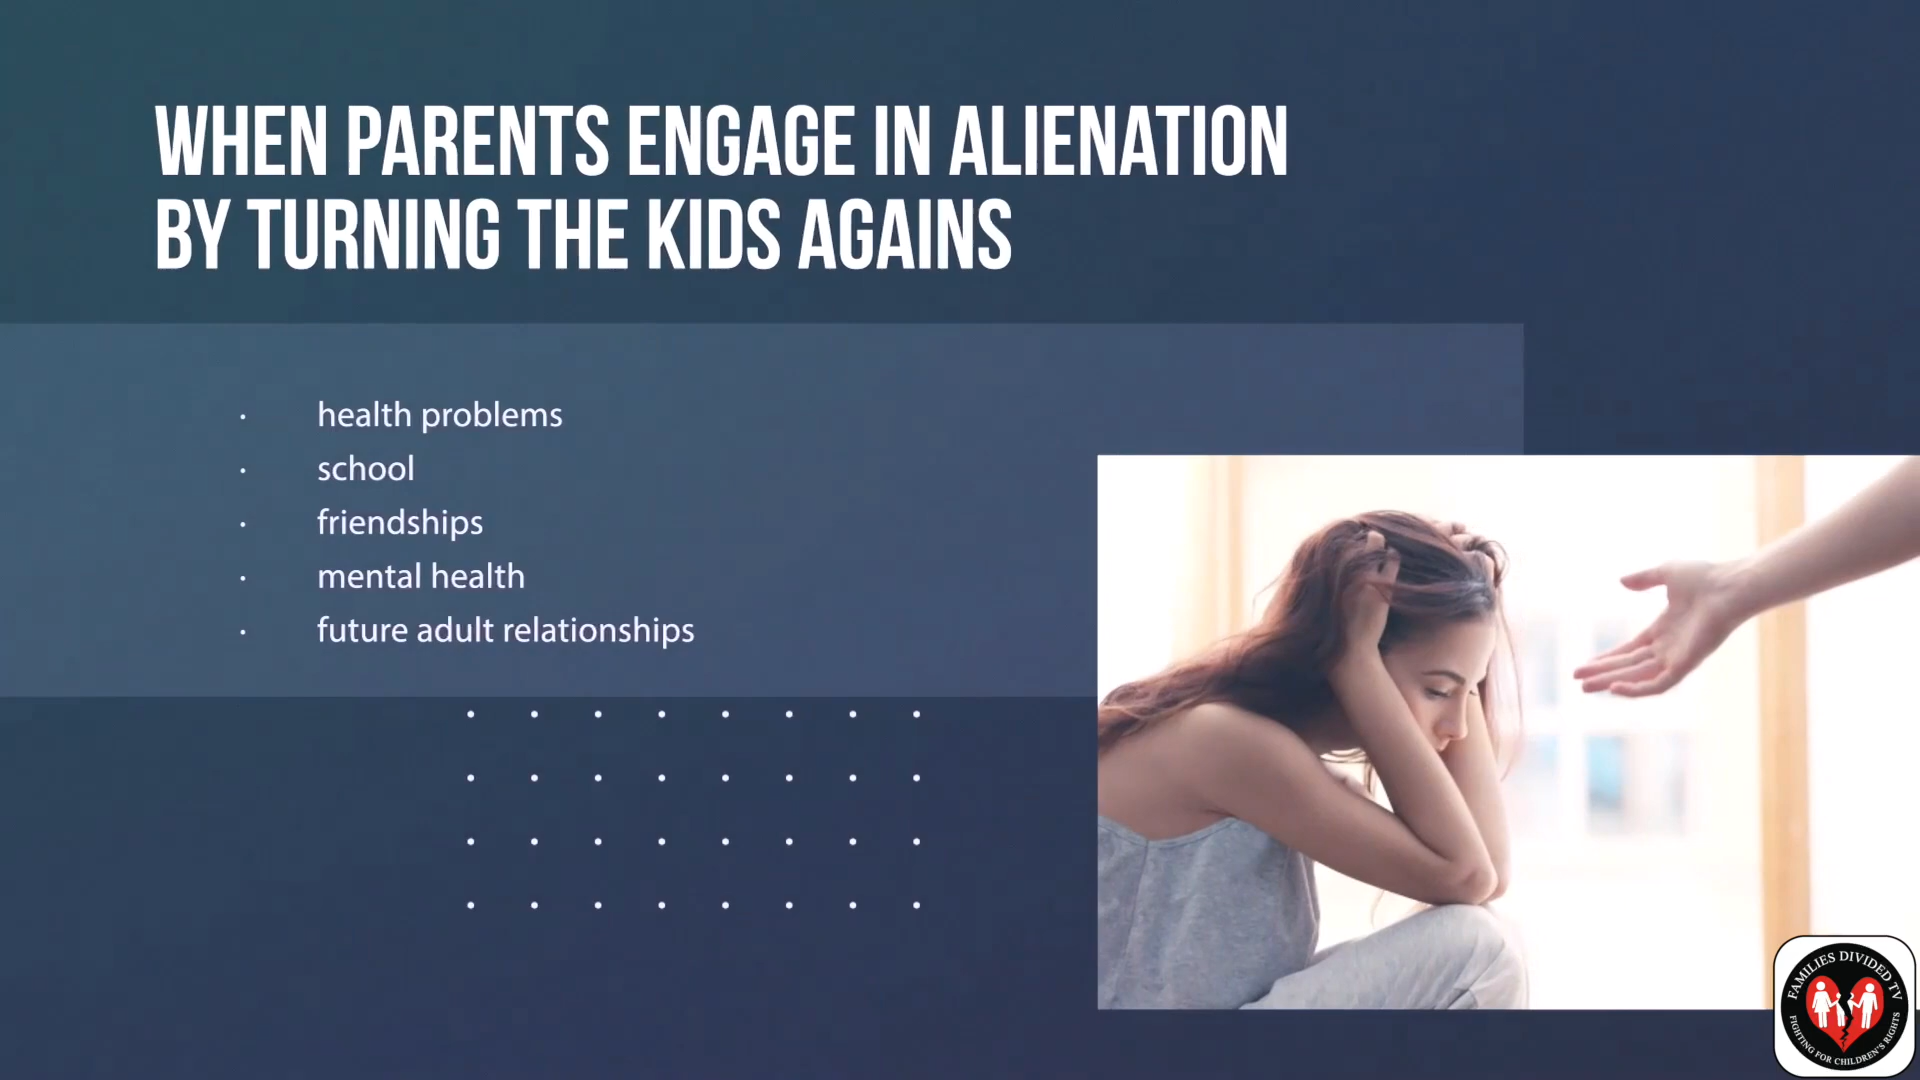 WHEN PARENTS ENGAGE IN ALIENATION
BY TURNING THE KIDS AGAINS
· health problems
· school
· friendships
· mental health
· future adult relationships
FAMILIES DIVIDED TV
FIGHTING FOR CHILDREN'S RIGHTS